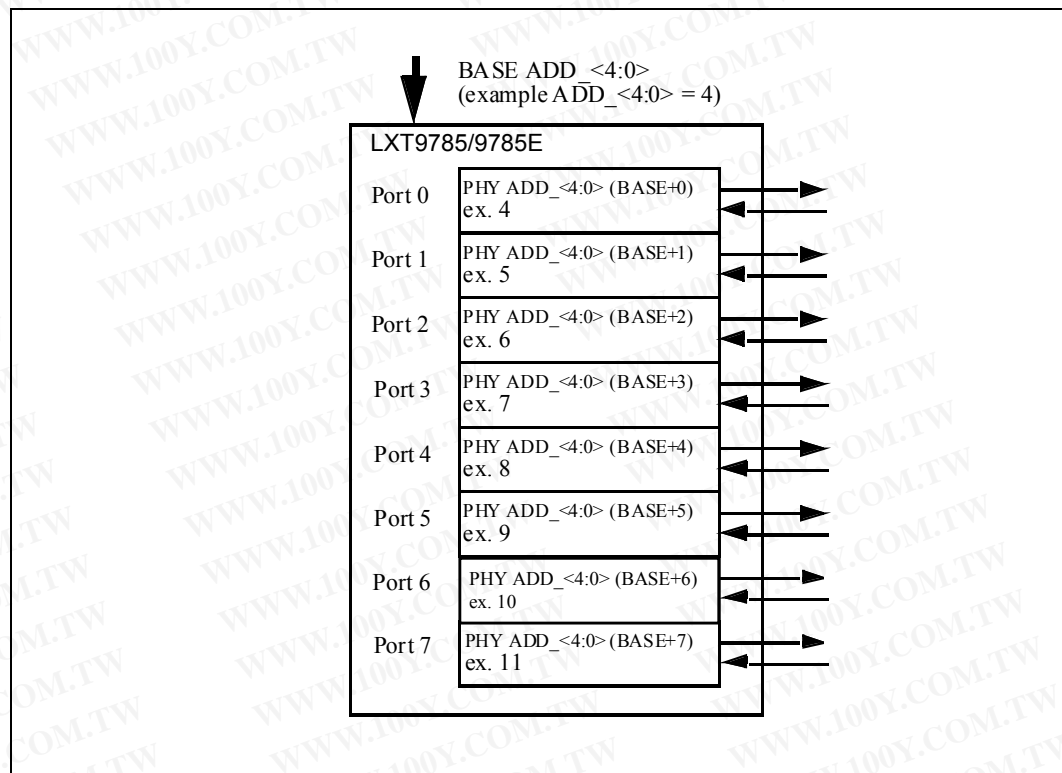 BASE ADD_<4:0>
(example ADD_<4:0> = 4)
LXT9785/9785E
Port 0
PHY ADD_<4:0> (BASE+0)
ex. 4
Port 1
PHY ADD_<4:0> (BASE+1)
ex. 5
Port 2
PHY ADD_<4:0> (BASE+2)
ex. 6
Port 3
PHY ADD_<4:0> (BASE+3)
ex. 7
Port 4
PHY ADD_<4:0> (BASE+4)
ex. 8
Port 5
PHY ADD_<4:0> (BASE+5)
ex. 9
Port 6
PHY ADD_<4:0> (BASE+6)
ex. 10
Port 7
PHY ADD_<4:0> (BASE+7)
ex. 11
WWW.100Y.COM.TW